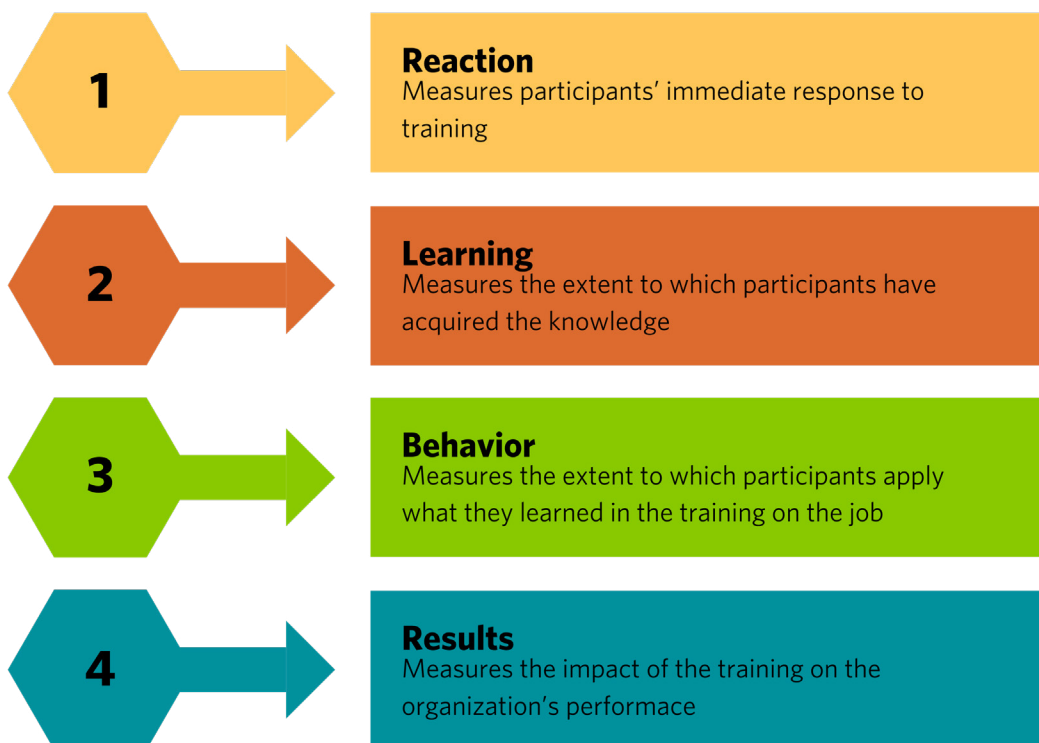 1
Reaction
Measures participants’ immediate response to
training
2
Learning
Measures the extent to which participants have
acquired the knowledge
3
Behavior
Measures the extent to which participants apply
what they learned in the training on the job
4
Results
Measures the impact of the training on the
organization’s performace